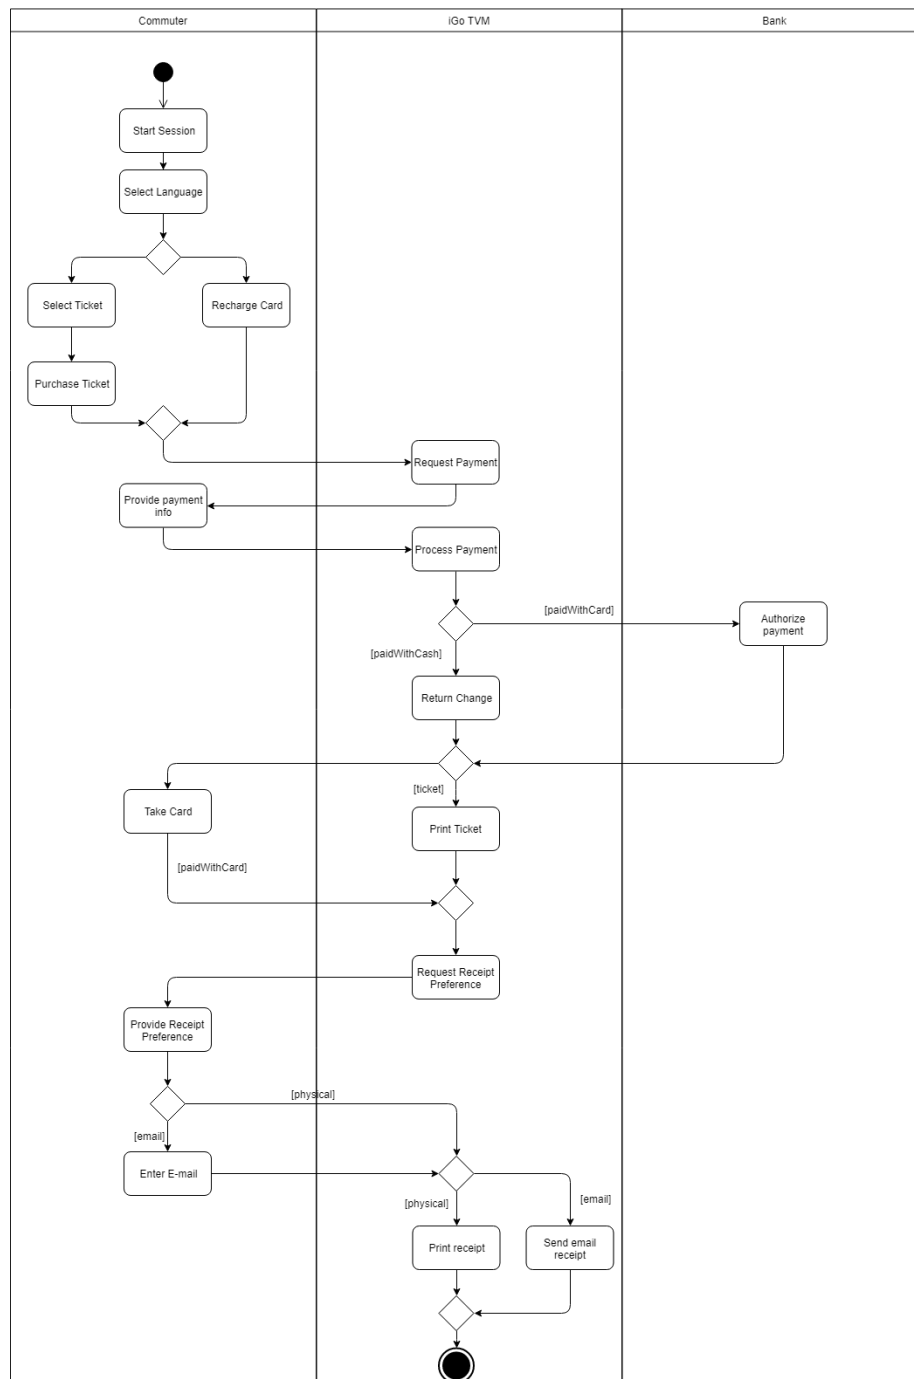 Commuter
iGo TVM
Bank
Start Session
Select Language
Select Ticket
Recharge Card
Purchase Ticket
Request Payment
Provide payment
info
Process Payment
[paidWithCard]
Authorize
payment
[paidWithCash]
Return Change
[ticket]
Take Card
Print Ticket
[paidWithCard]
Request Receipt
Preference
Provide Receipt
Preference
[physical]
[email]
Enter E-mail
[physical]
[email]
Print receipt
Send email
receipt